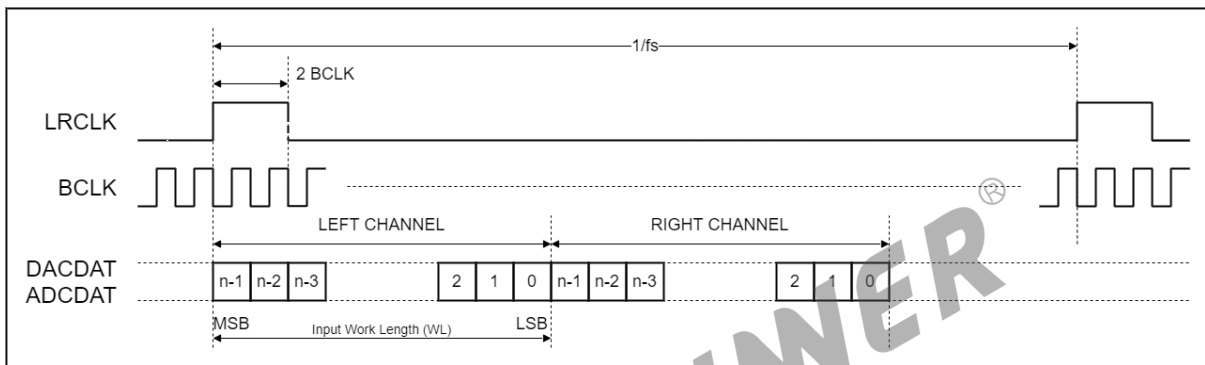 1/fs
2 BCLK
LRCLK
BCLK
LEFT CHANNEL RIGHT CHANNEL
DACDAT
ADCDAT
n-1 n-2 n-3 2 1 0 n-1 n-2 n-3 2 1 0
MSB Input Work Length (WL) LSB
®